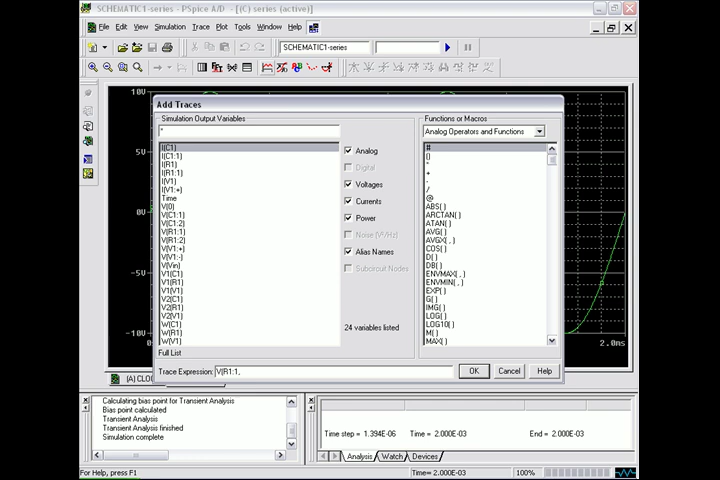 SCHEMATIC1-series - PSpice A/D - [(C) series (active)]
File Edit View Simulation Trace Plot Tools Window Help
SCHEMATIC1-series
10V
5V
0V
-5V
-10V
2.0ms
(A) CLO
Add Traces
Simulation Output Variables
*
I(C1)
I(C1:1)
I(R1)
I(R1:1)
I(V1)
I(V1:+)
Time
V(0)
V(C1:1)
V(C1:2)
V(R1:1)
V(R1:2)
V(V1:+)
V(V1:-)
V(Vin)
V1(C1)
V1(R1)
V1(V1)
V2(C1)
V2(R1)
V2(V1)
W(C1)
W(R1)
W(V1)
Full List
Analog
Digital
Voltages
Currents
Power
Noise (V²/Hz)
Alias Names
Subcircuit Nodes
24 variables listed
Functions or Macros
Analog Operators and Functions
#
()
*
+
-
/
@
ABS( )
ARCTAN( )
ATAN( )
AVG( )
AVGX( , )
COS( )
D( )
DB( )
ENVMAX( , )
ENVMIN( , )
EXP( )
G( )
IMG( )
LOG( )
LOG10( )
M( )
MAX( )
Trace Expression: V(R1:1,
OK Cancel Help
Calculating bias point for Transient Analysis
Bias point calculated
Transient Analysis
Transient Analysis finished
Simulation complete
Time step = 1.394E-06 Time = 2.000E-03 End = 2.000E-03
Analysis Watch Devices
For Help, press F1 Time= 2.000E-03 100%